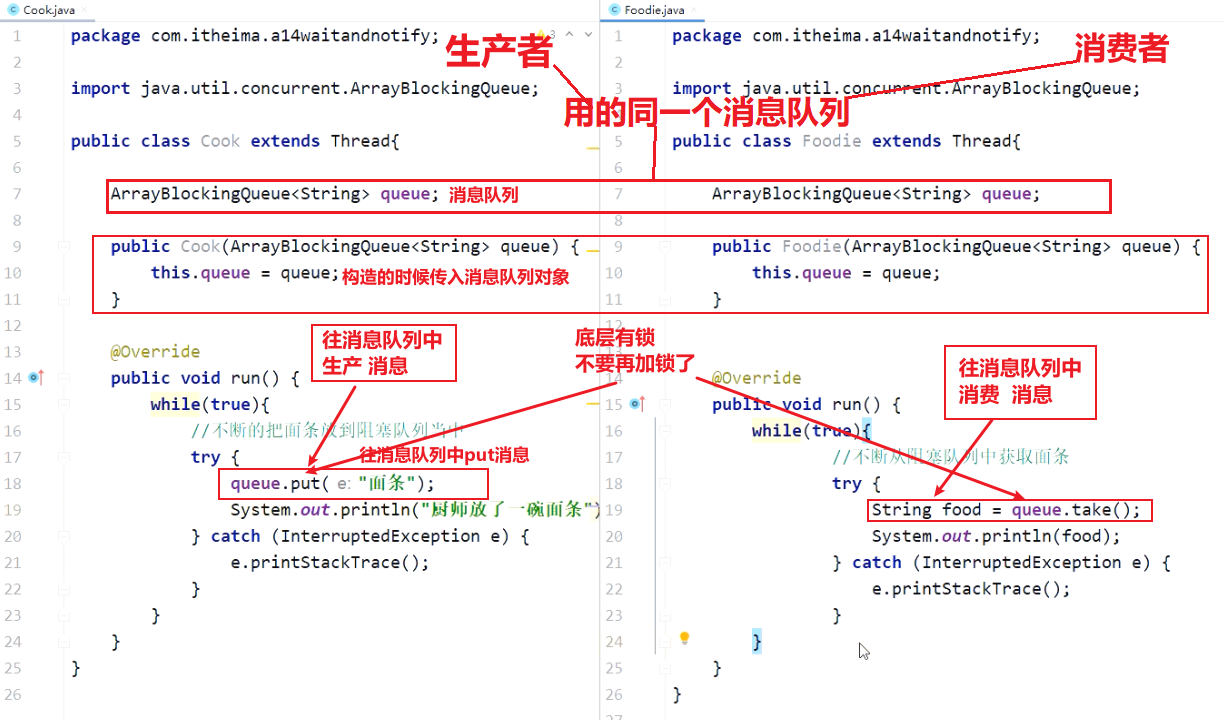 Cook.java
1 package com.itheima.a14waitandnotify;
2
3 import java.util.concurrent.ArrayBlockingQueue;
4
5 public class Cook extends Thread{
6
7 ArrayBlockingQueue<String> queue; 消息队列
8
9 public Cook(ArrayBlockingQueue<String> queue) {
10 this.queue = queue; 构造的时候传入消息队列对象
11 }
12
13 @Override
14 public void run() {
15 while(true){
16 //不断的把面条放到阻塞队列当中
17 try {
18 queue.put( e: "面条");
19 System.out.println("厨师放了一碗面条")
20 } catch (InterruptedException e) {
21 e.printStackTrace();
22 }
23 }
24 }
25 }
26
生产者
3
用的同一个消息队列
往消息队列中
生产 消息
往消息队列中put消息
底层有锁
不要再加锁了
Foodie.java
1 package com.itheima.a14waitandnotify;
2
3 import java.util.concurrent.ArrayBlockingQueue;
4
5 public class Foodie extends Thread{
6
7 ArrayBlockingQueue<String> queue;
8
9 public Foodie(ArrayBlockingQueue<String> queue) {
10 this.queue = queue;
11 }
12
13
14 @Override
15 public void run() {
16 while(true){
17 //不断从阻塞队列中获取面条
18 try {
19 String food = queue.take();
20 System.out.println(food);
21 } catch (InterruptedException e) {
22 e.printStackTrace();
23 }
24 }
25 }
26 }
27
消费者
往消息队列中
消费 消息